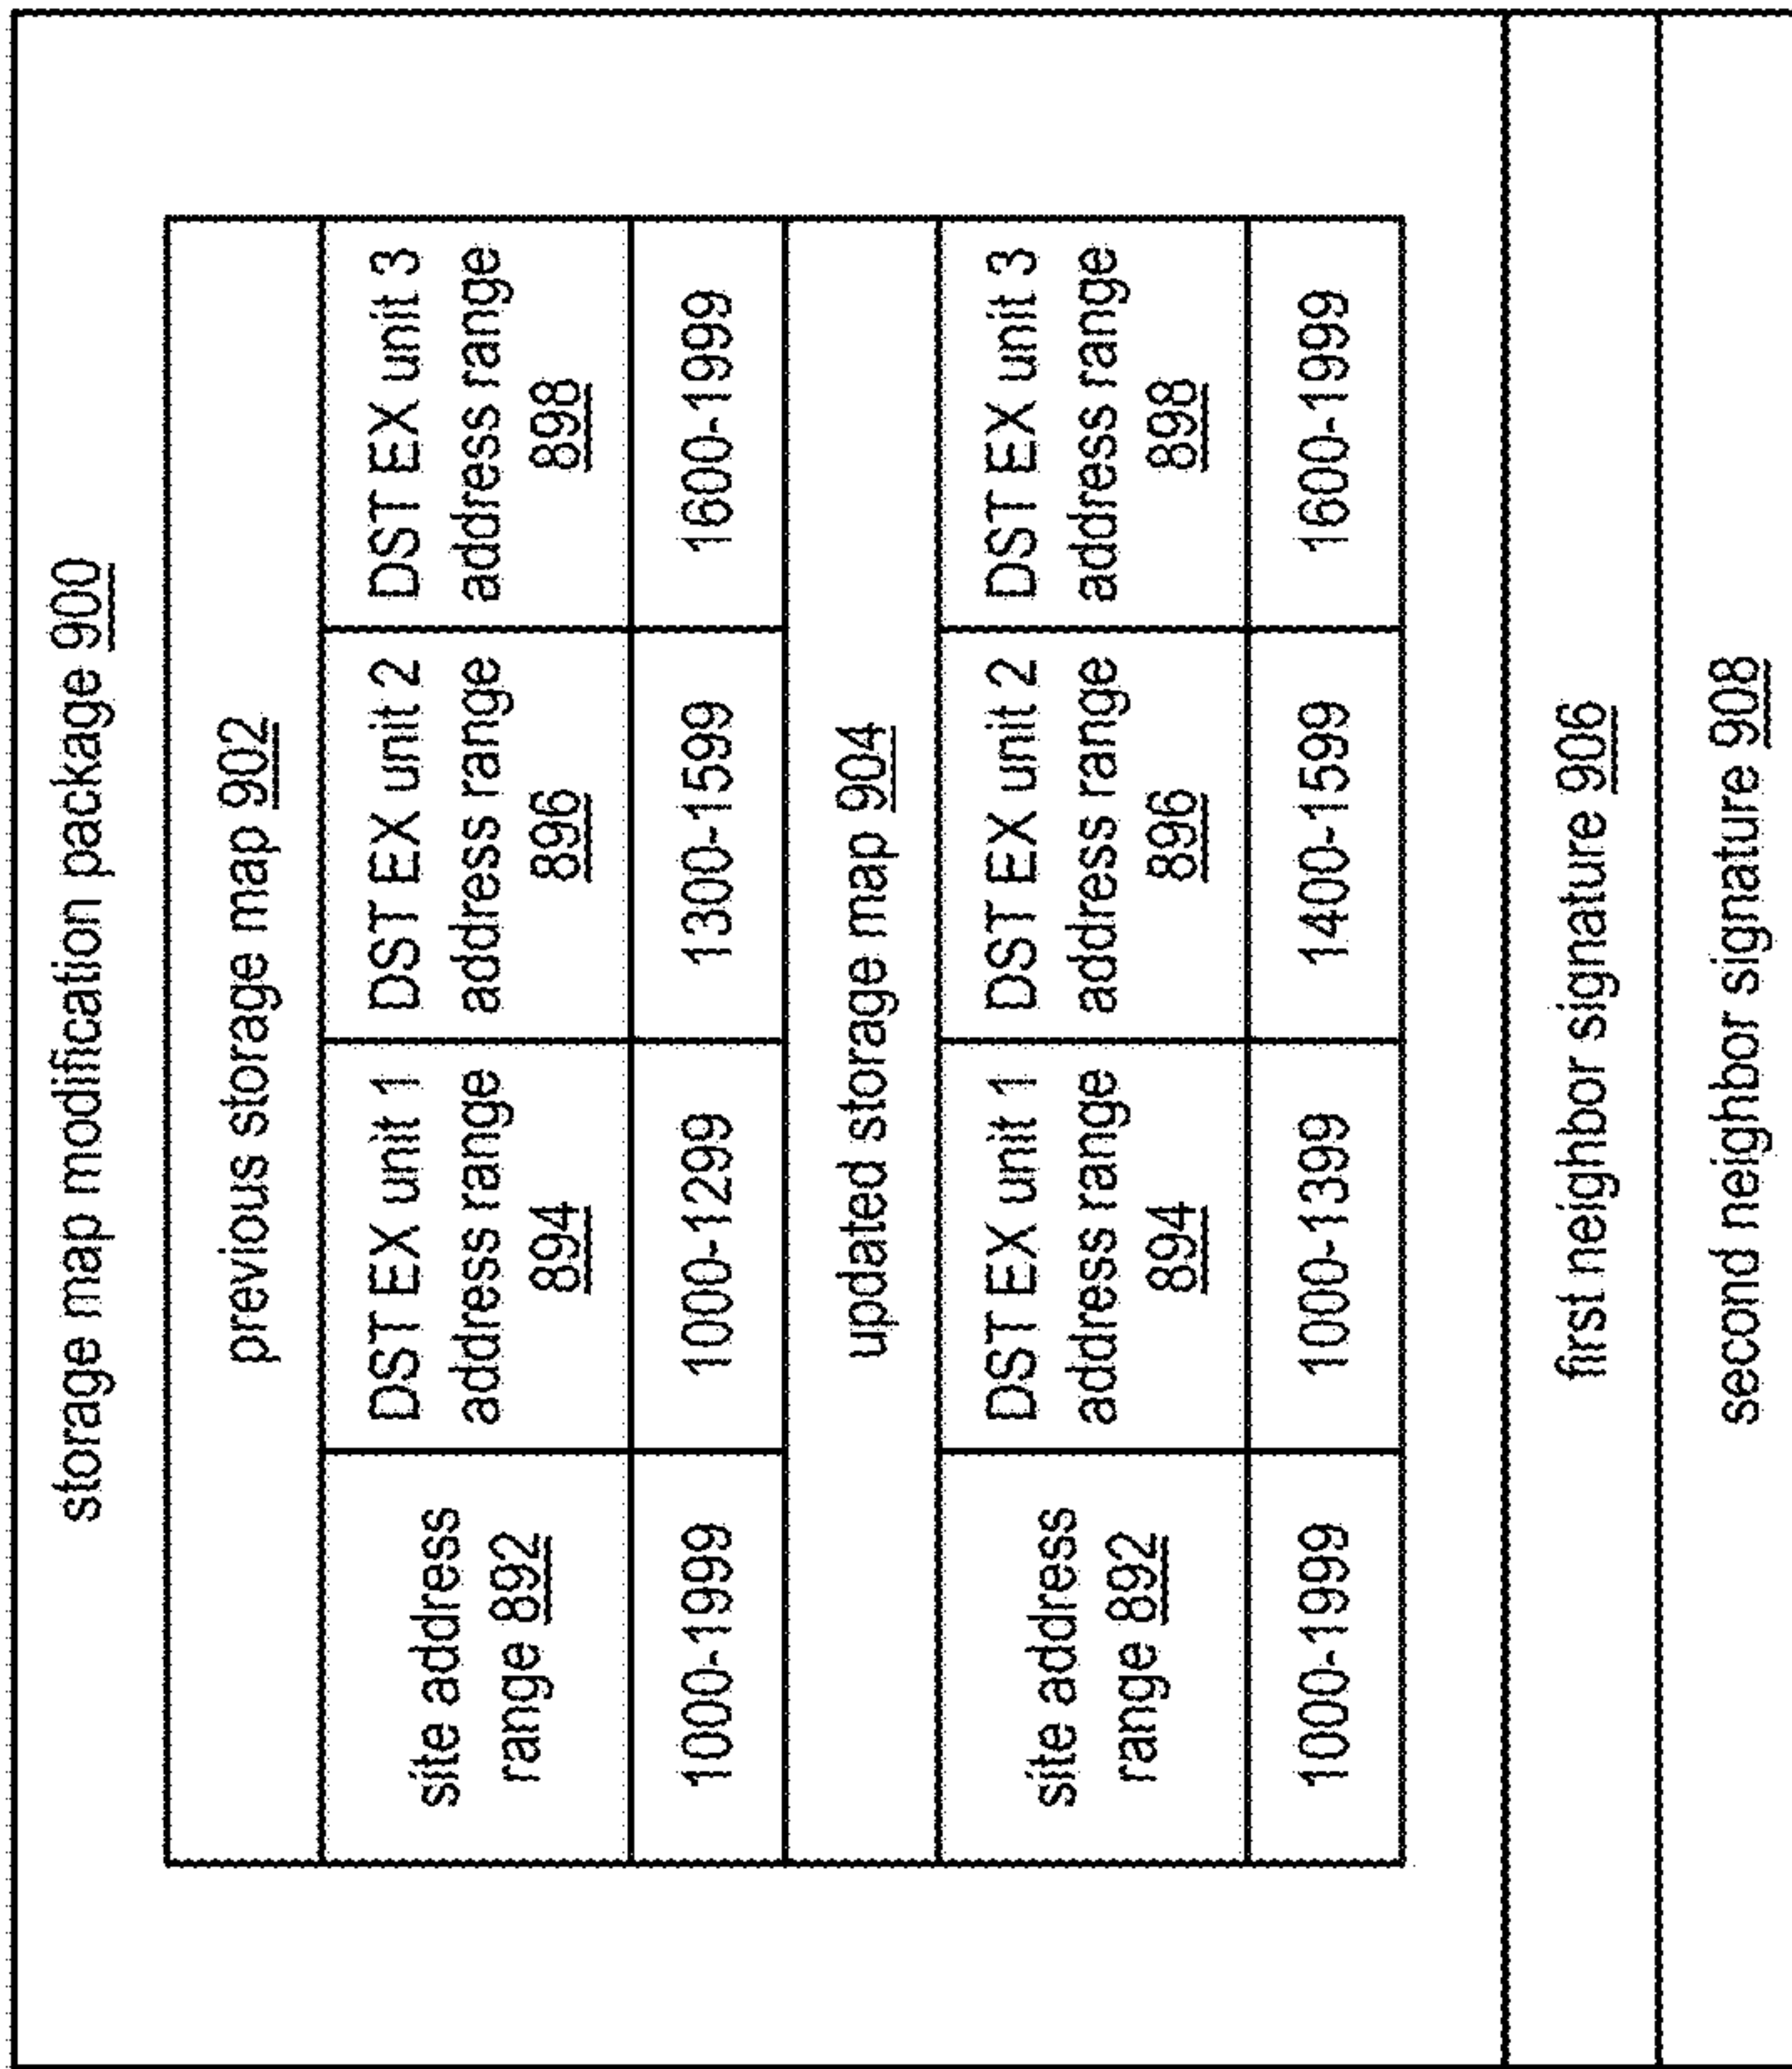 storage map modification package 900
previous storage map 902
site address
range 892
DST EX unit 1
address range
894
DST EX unit 2
address range
896
DST EX unit 3
address range
898
1000-1999
1000-1299
1300-1599
1600-1999
updated storage map 904
site address
range 892
DST EX unit 1
address range
894
DST EX unit 2
address range
896
DST EX unit 3
address range
898
1000-1999
1000-1399
1400-1599
1600-1999
first neighbor signature 906
second neighbor signature 908